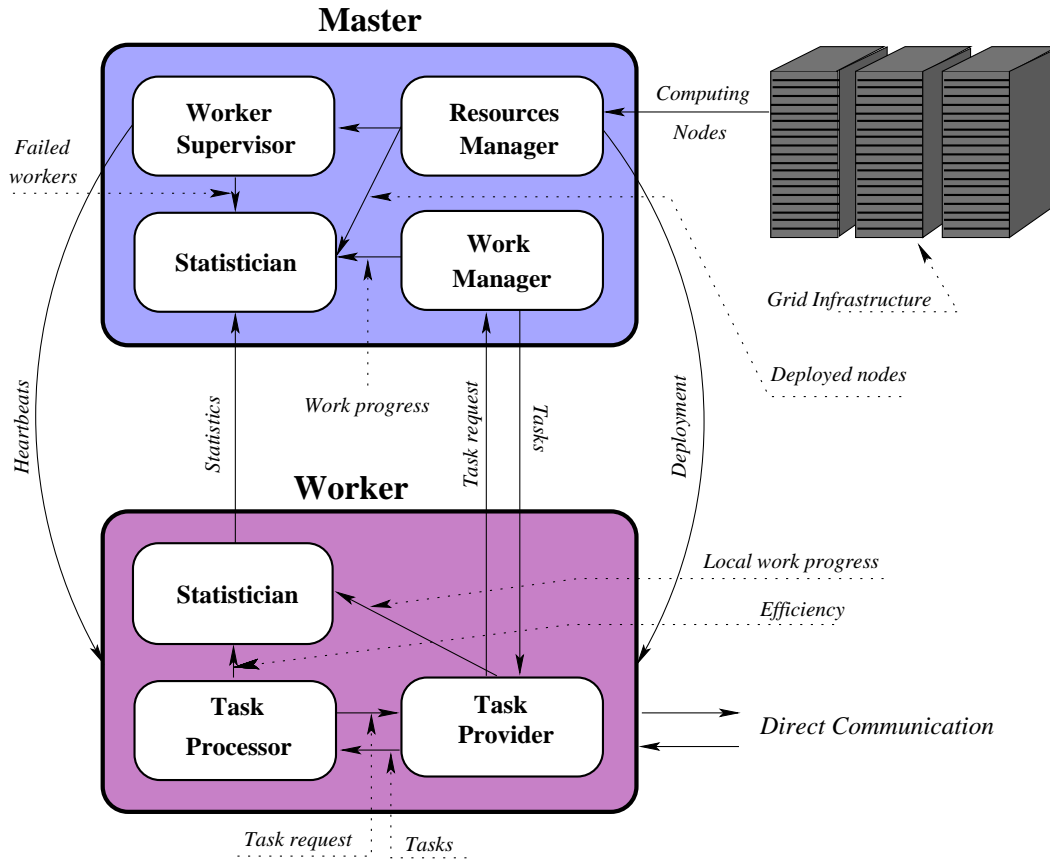 Master
Worker
Supervisor
Resources
Manager
Computing
Nodes
Failed
workers
Statistician
Work
Manager
Grid Infrastructure
Deployed nodes
Work progress
Heartbeats
Statistics
Task request
Tasks
Deployment
Worker
Local work progress
Statistician
Efficiency
Task
Processor
Task
Provider
Direct Communication
Task request
Tasks